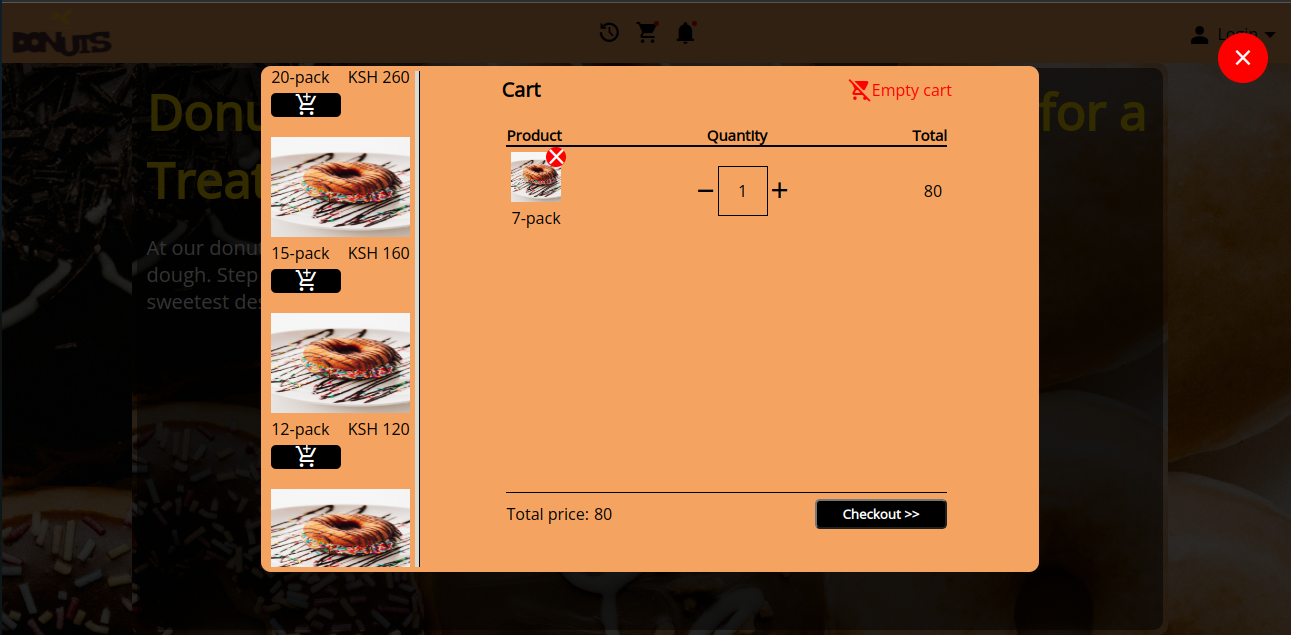 DONUTS
Login
Donu
for a
Treat
At our donut
dough. Step
sweetest des
20-pack KSH 260
15-pack KSH 160
12-pack KSH 120
Cart
Empty cart
Product Quantity Total
1 80
7-pack
Total price: 80
Checkout >>